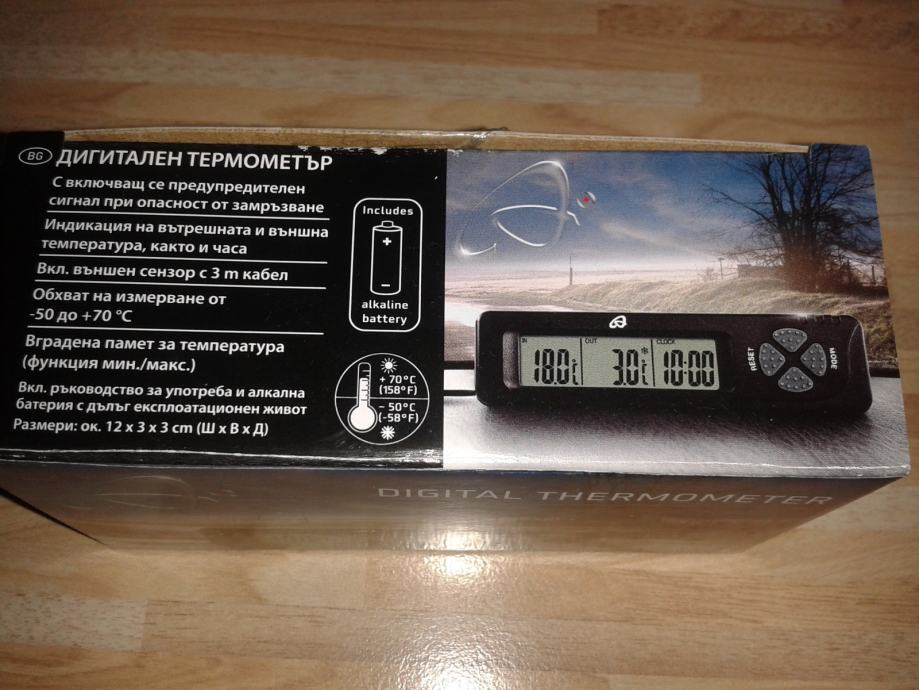 BG ДИГИТАЛЕН ТЕРМОМЕТЪР
С включващ се предупредителен
сигнал при опасност от замръзване
Индикация на вътрешната и външна
температура, както и часа
Вкл. външен сензор с 3 m кабел
Обхват на измерване от
-50 до +70 °C
Вградена памет за температура
(функция мин./макс.)
Вкл. ръководство за употреба и алкална
батерия с дълъг експлоатационен живот
Размери: ок. 12 x 3 x 3 cm (Ш x В x Д)
Includes
+
–
alkaline
battery
+ 70°C
(158°F)
– 50°C
(-58°F)
IN OUT CLOCK
18.0°C 3.0°C 10:00
RESET
MODE
DIGITAL THERMOMETER